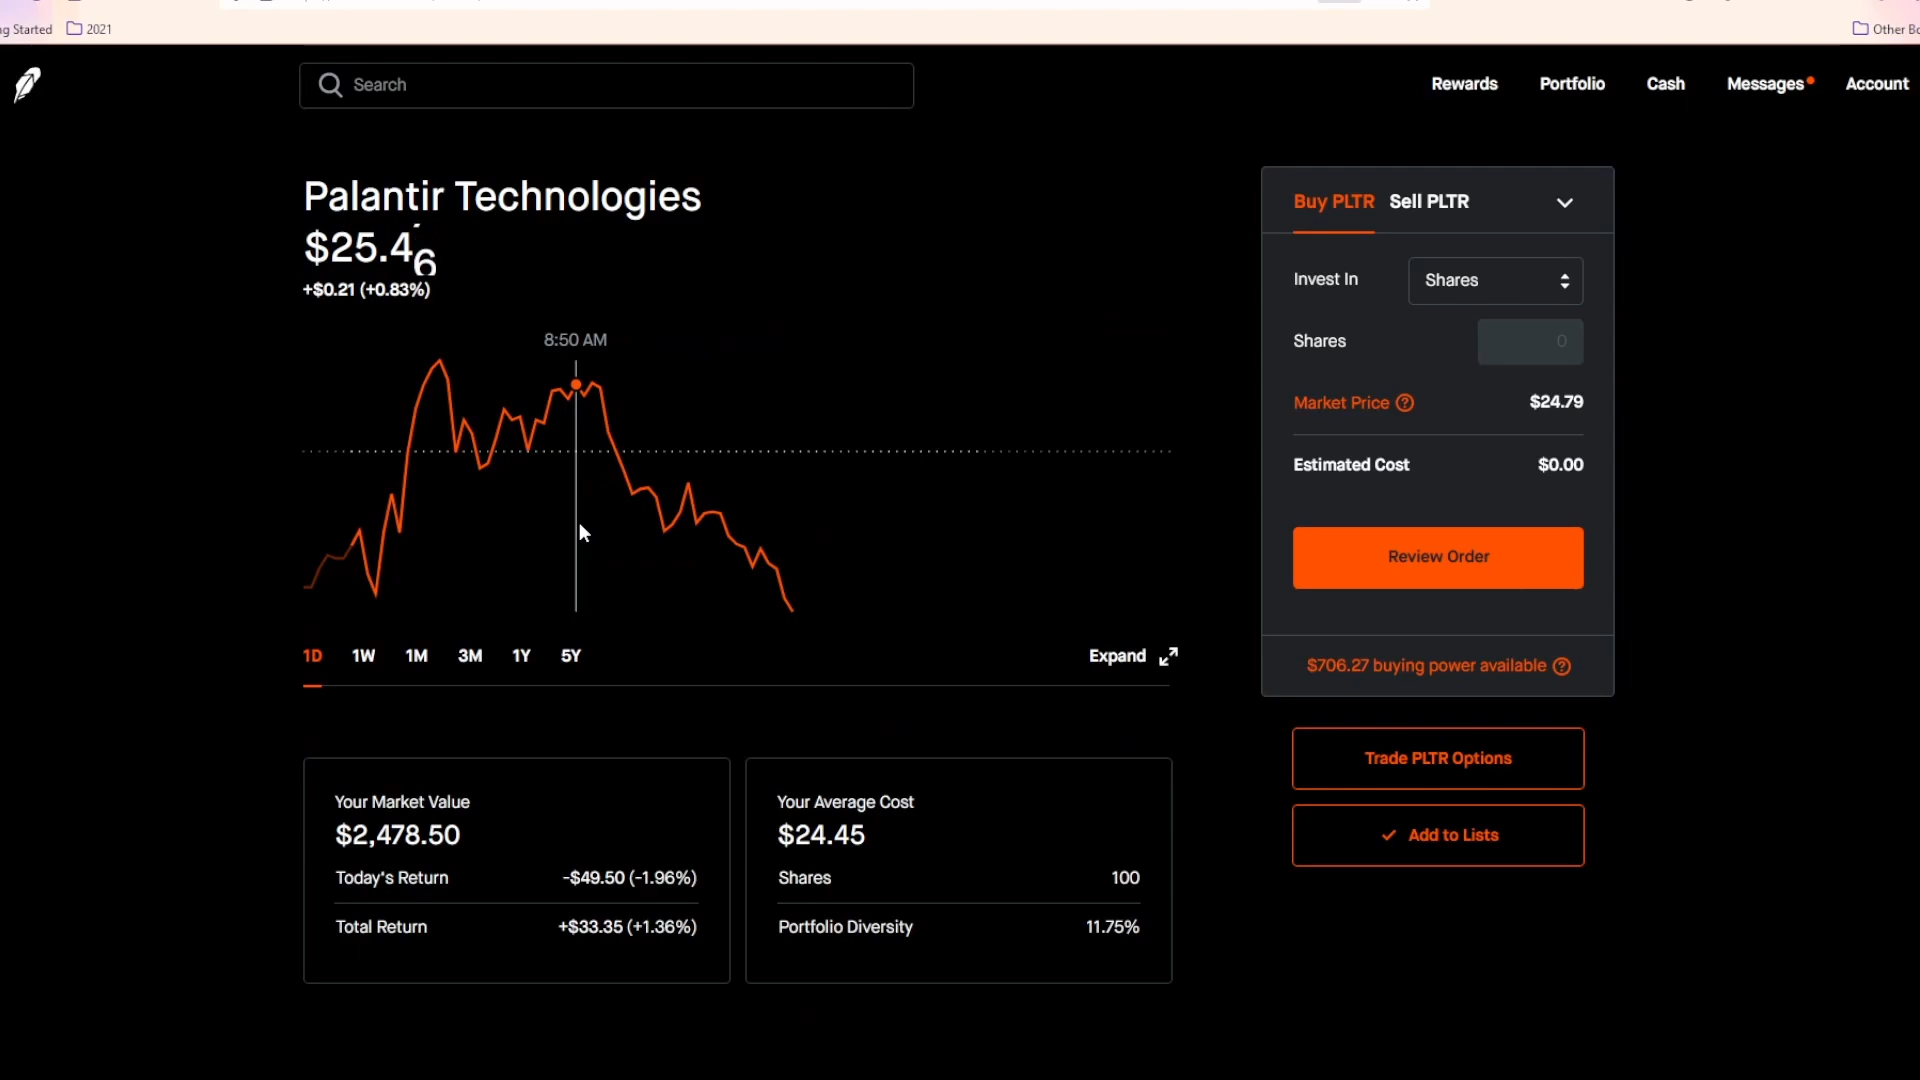 ng Started 2021 Other Bo
Search Rewards Portfolio Cash Messages Account
Palantir Technologies
$25.46
+$0.21 (+0.83%)
8:50 AM
1D 1W 1M 3M 1Y 5Y Expand
Your Market Value
$2,478.50
Today's Return -$49.50 (-1.96%)
Total Return +$33.35 (+1.36%)
Your Average Cost
$24.45
Shares 100
Portfolio Diversity 11.75%
Buy PLTR Sell PLTR
Invest In Shares
Shares 0
Market Price ? $24.79
Estimated Cost $0.00
Review Order
$706.27 buying power available ?
Trade PLTR Options
Add to Lists